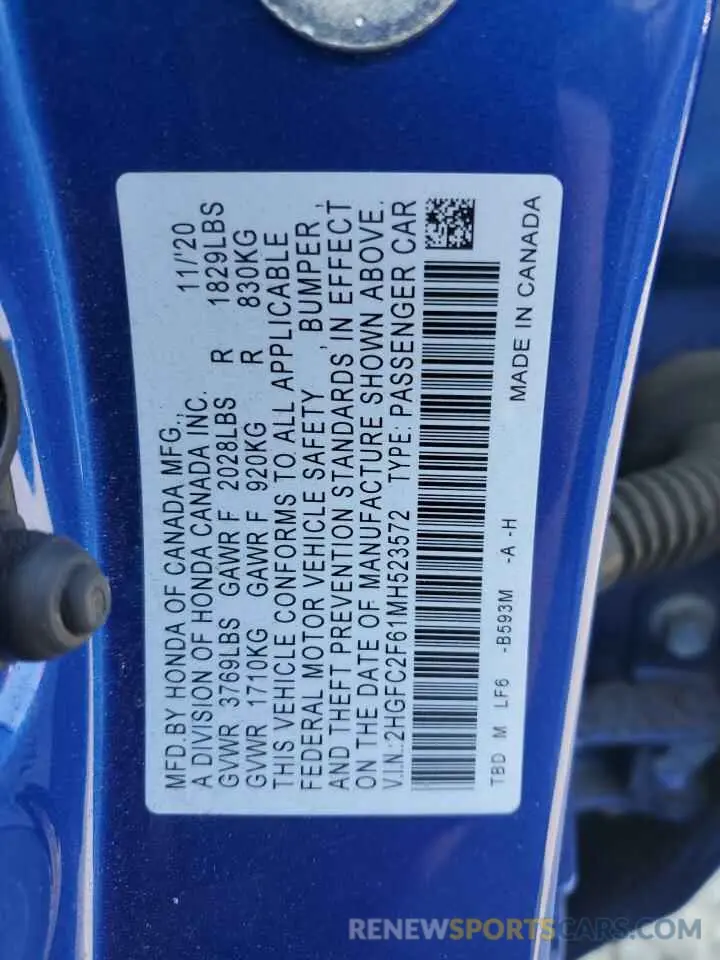 MFD.BY HONDA OF CANADA MFG., 11/'20
A DIVISION OF HONDA CANADA INC.
GVWR 3769LBS GAWR F 2028LBS R 1829LBS
GVWR 1710KG GAWR F 920KG R 830KG
THIS VEHICLE CONFORMS TO ALL APPLICABLE
FEDERAL MOTOR VEHICLE SAFETY , BUMPER ,
AND THEFT PREVENTION STANDARDS IN EFFECT
ON THE DATE OF MANUFACTURE SHOWN ABOVE.
V.I.N.:2HGFC2F61MH523572 TYPE: PASSENGER CAR
TBD M LF6 -B593M -A -H
MADE IN CANADA
RENEWSPORTSCARS.COM